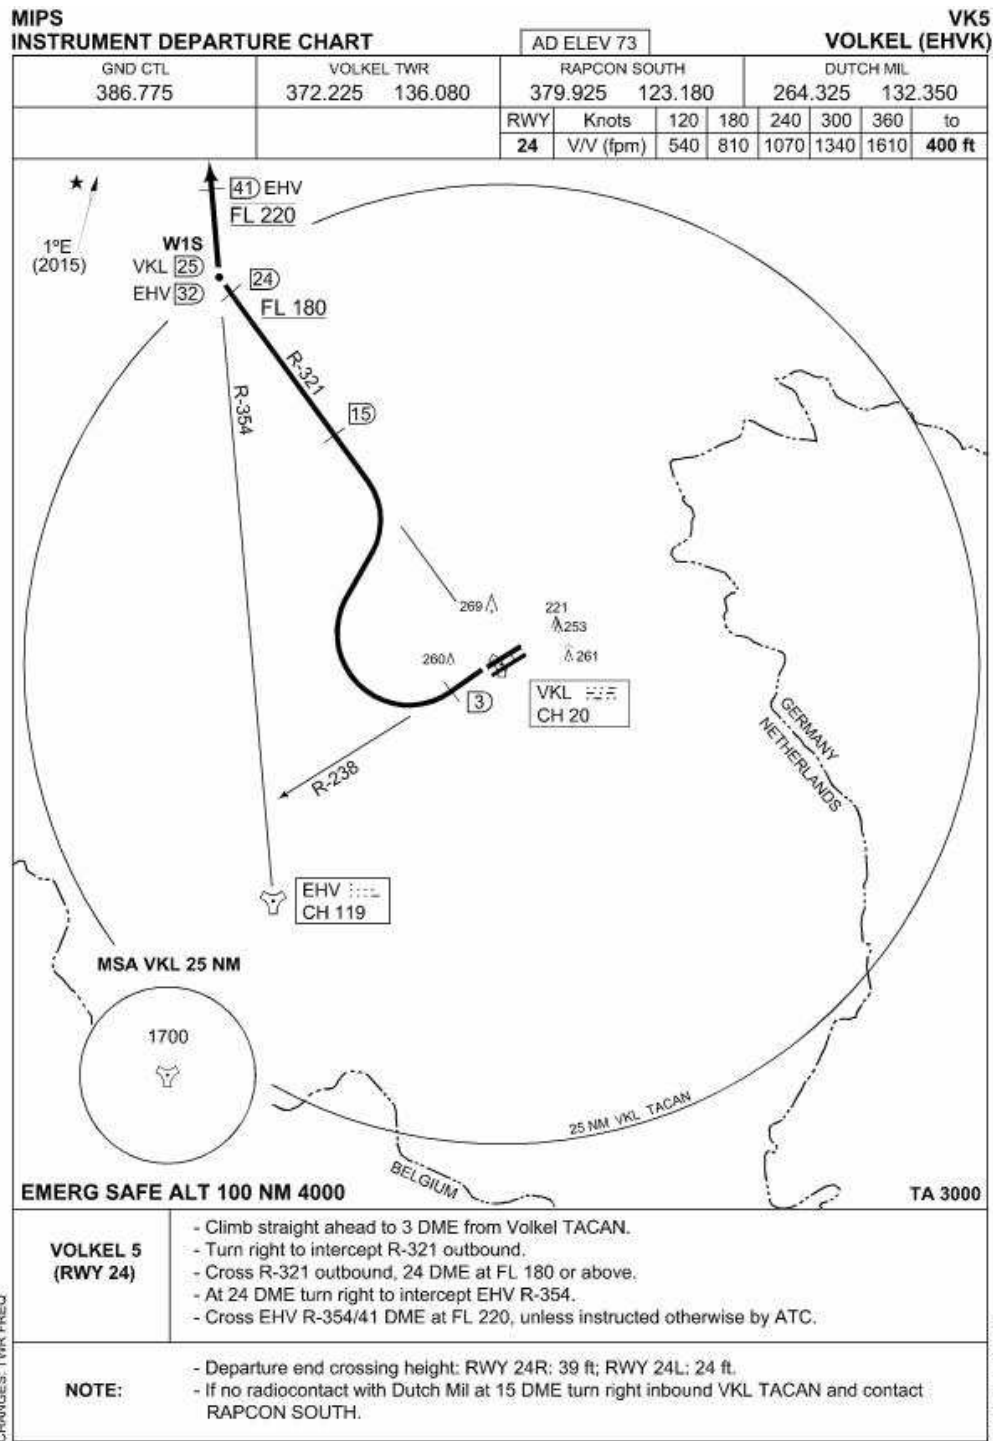 MIPS
VK5
INSTRUMENT DEPARTURE CHART
AD ELEV 73
VOLKEL (EHVK)
GND CTL
386.775
VOLKEL TWR
372.225 136.080
RAPCON SOUTH
379.925 123.180
DUTCH MIL
264.325 132.350
RWY Knots 120 180 240 300 360 to
24 V/V (fpm) 540 810 1070 1340 1610 400 ft
41 EHV
FL 220
1ºE
(2015)
W1S
VKL 25
EHV 32
24
FL 180
R-321
R-354
15
269
221
253
260
261
3
VKL
CH 20
R-238
GERMANY
NETHERLANDS
EHV
CH 119
MSA VKL 25 NM
1700
25 NM VKL TACAN
BELGIUM
EMERG SAFE ALT 100 NM 4000
TA 3000
VOLKEL 5
(RWY 24)
- Climb straight ahead to 3 DME from Volkel TACAN.
- Turn right to intercept R-321 outbound.
- Cross R-321 outbound, 24 DME at FL 180 or above.
- At 24 DME turn right to intercept EHV R-354.
- Cross EHV R-354/41 DME at FL 220, unless instructed otherwise by ATC.
NOTE:
- Departure end crossing height: RWY 24R: 39 ft; RWY 24L: 24 ft.
- If no radiocontact with Dutch Mil at 15 DME turn right inbound VKL TACAN and contact
RAPCON SOUTH.
CHANGES: TWR FREQ